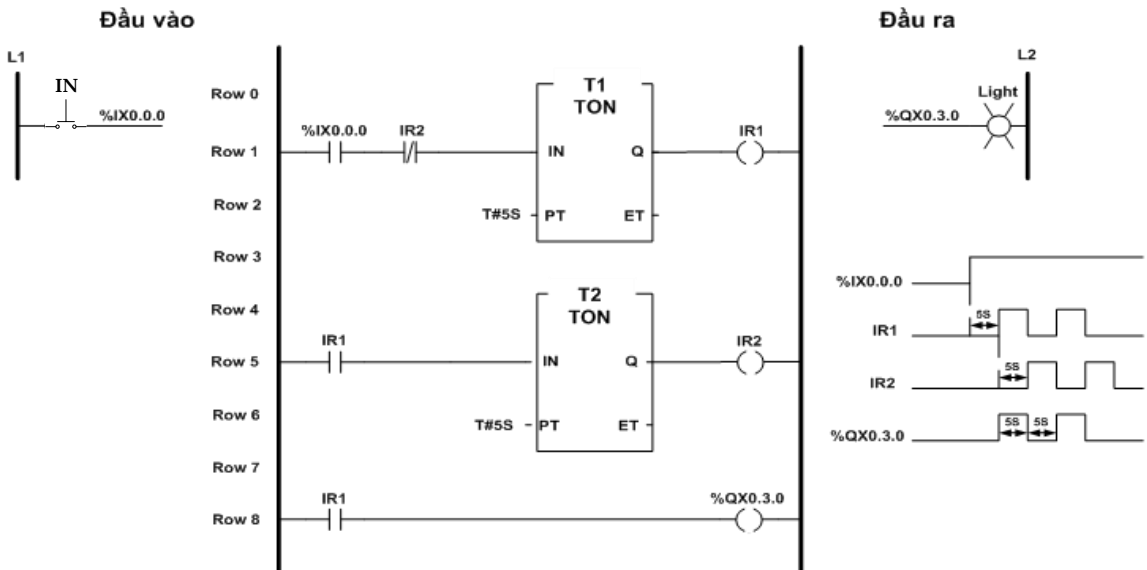 Đầu vào
Đầu ra
L1
L2
IN
%IX0.0.0
Row 0
T1
TON
Light
%QX0.3.0
Row 1
%IX0.0.0
IR2
IN
Q
IR1
Row 2
T#5S
PT
ET
Row 3
%IX0.0.0
Row 4
T2
TON
5S
IR1
Row 5
IR1
IN
Q
IR2
5S
IR2
Row 6
T#5S
PT
ET
5S
5S
%QX0.3.0
Row 7
Row 8
IR1
%QX0.3.0